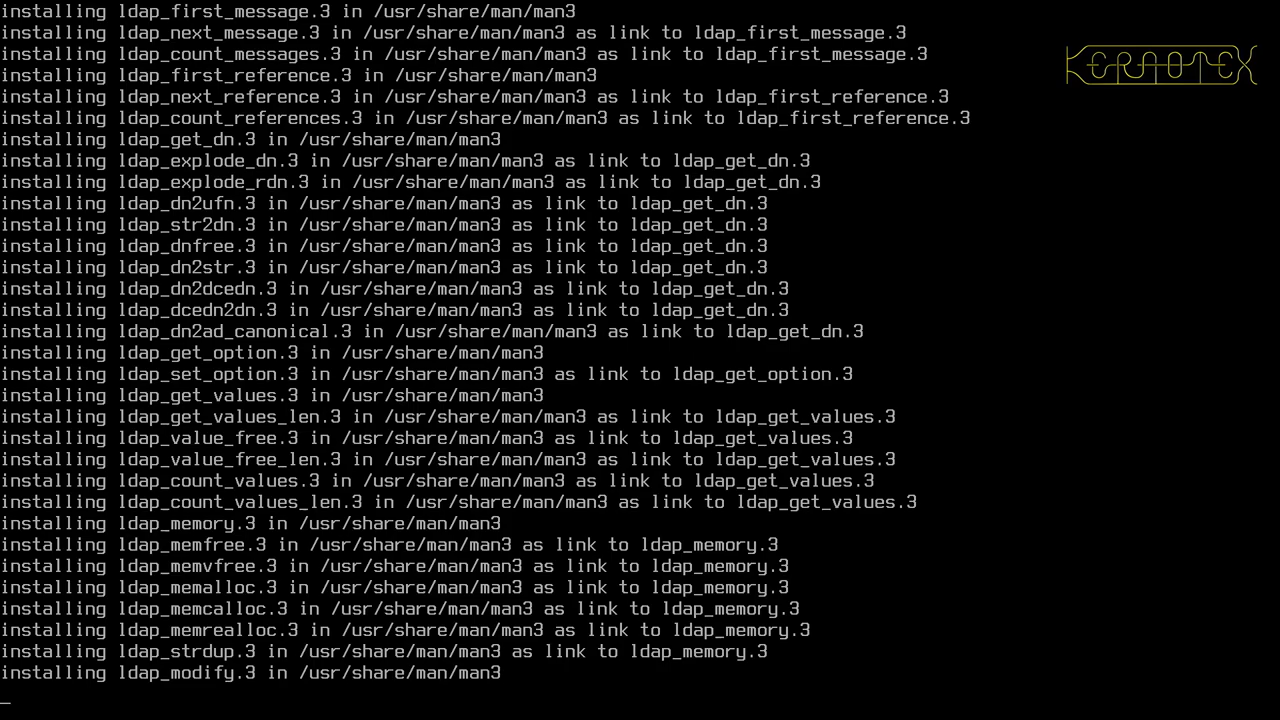 installing ldap_first_message.3 in /usr/share/man/man3
installing ldap_next_message.3 in /usr/share/man/man3 as link to ldap_first_message.3
installing ldap_count_messages.3 in /usr/share/man/man3 as link to ldap_first_message.3
installing ldap_first_reference.3 in /usr/share/man/man3
installing ldap_next_reference.3 in /usr/share/man/man3 as link to ldap_first_reference.3
installing ldap_count_references.3 in /usr/share/man/man3 as link to ldap_first_reference.3
installing ldap_get_dn.3 in /usr/share/man/man3
installing ldap_explode_dn.3 in /usr/share/man/man3 as link to ldap_get_dn.3
installing ldap_explode_rdn.3 in /usr/share/man/man3 as link to ldap_get_dn.3
installing ldap_dn2ufn.3 in /usr/share/man/man3 as link to ldap_get_dn.3
installing ldap_str2dn.3 in /usr/share/man/man3 as link to ldap_get_dn.3
installing ldap_dnfree.3 in /usr/share/man/man3 as link to ldap_get_dn.3
installing ldap_dn2str.3 in /usr/share/man/man3 as link to ldap_get_dn.3
installing ldap_dn2dcedn.3 in /usr/share/man/man3 as link to ldap_get_dn.3
installing ldap_dcedn2dn.3 in /usr/share/man/man3 as link to ldap_get_dn.3
installing ldap_dn2ad_canonical.3 in /usr/share/man/man3 as link to ldap_get_dn.3
installing ldap_get_option.3 in /usr/share/man/man3
installing ldap_set_option.3 in /usr/share/man/man3 as link to ldap_get_option.3
installing ldap_get_values.3 in /usr/share/man/man3
installing ldap_get_values_len.3 in /usr/share/man/man3 as link to ldap_get_values.3
installing ldap_value_free.3 in /usr/share/man/man3 as link to ldap_get_values.3
installing ldap_value_free_len.3 in /usr/share/man/man3 as link to ldap_get_values.3
installing ldap_count_values.3 in /usr/share/man/man3 as link to ldap_get_values.3
installing ldap_count_values_len.3 in /usr/share/man/man3 as link to ldap_get_values.3
installing ldap_memory.3 in /usr/share/man/man3
installing ldap_memfree.3 in /usr/share/man/man3 as link to ldap_memory.3
installing ldap_memvfree.3 in /usr/share/man/man3 as link to ldap_memory.3
installing ldap_memalloc.3 in /usr/share/man/man3 as link to ldap_memory.3
installing ldap_memcalloc.3 in /usr/share/man/man3 as link to ldap_memory.3
installing ldap_memrealloc.3 in /usr/share/man/man3 as link to ldap_memory.3
installing ldap_strdup.3 in /usr/share/man/man3 as link to ldap_memory.3
installing ldap_modify.3 in /usr/share/man/man3